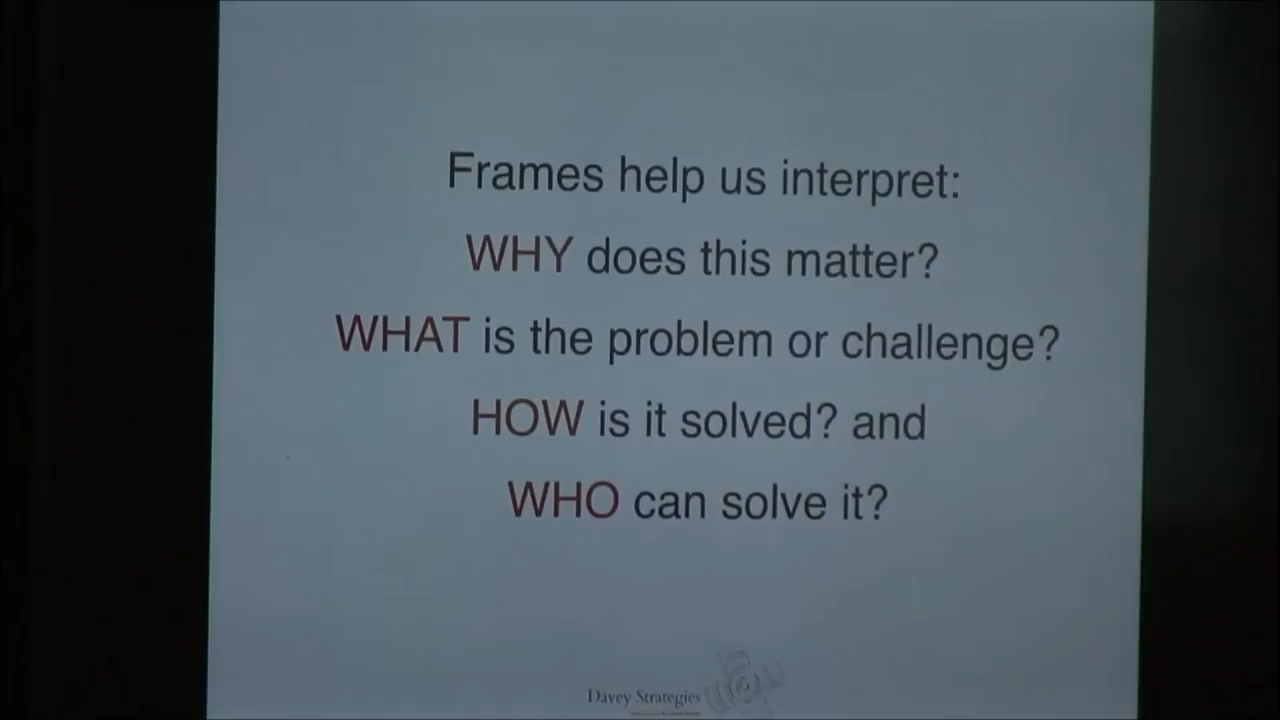 Frames help us interpret:
WHY does this matter?
WHAT is the problem or challenge?
HOW is it solved? and
WHO can solve it?
Davey Strategies